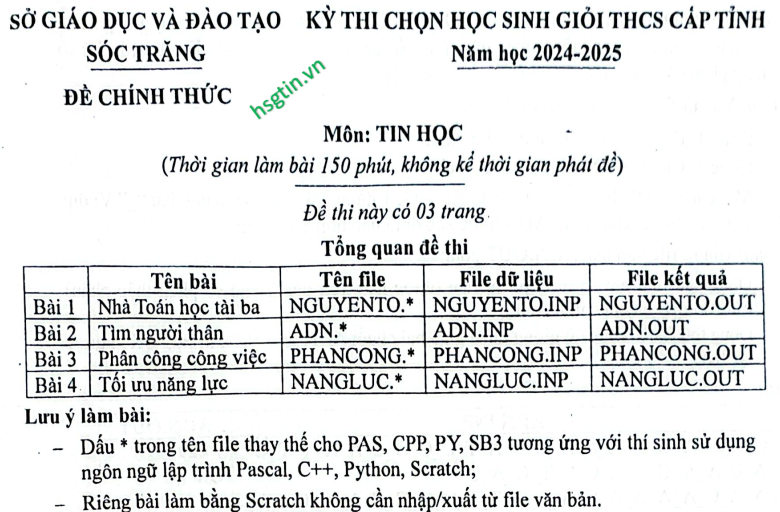 SỞ GIÁO DỤC VÀ ĐÀO TẠO KỲ THI CHỌN HỌC SINH GIỎI THCS CẤP TỈNH
SÓC TRĂNG Năm học 2024-2025
ĐỀ CHÍNH THỨC
hsgtin.vn
Môn: TIN HỌC
(Thời gian làm bài 150 phút, không kể thời gian phát đề)
Đề thi này có 03 trang.
Tổng quan đề thi
Tên bài Tên file File dữ liệu File kết quả
Bài 1 Nhà Toán học tài ba NGUYENTO.* NGUYENTO.INP NGUYENTO.OUT
Bài 2 Tìm người thân ADN.* ADN.INP ADN.OUT
Bài 3 Phân công công việc PHANCONG.* PHANCONG.INP PHANCONG.OUT
Bài 4 Tối ưu năng lực NANGLUC.* NANGLUC.INP NANGLUC.OUT
Lưu ý làm bài:
– Dấu * trong tên file thay thế cho PAS, CPP, PY, SB3 tương ứng với thí sinh sử dụng
ngôn ngữ lập trình Pascal, C++, Python, Scratch;
– Riêng bài làm bằng Scratch không cần nhập/xuất từ file văn bản.